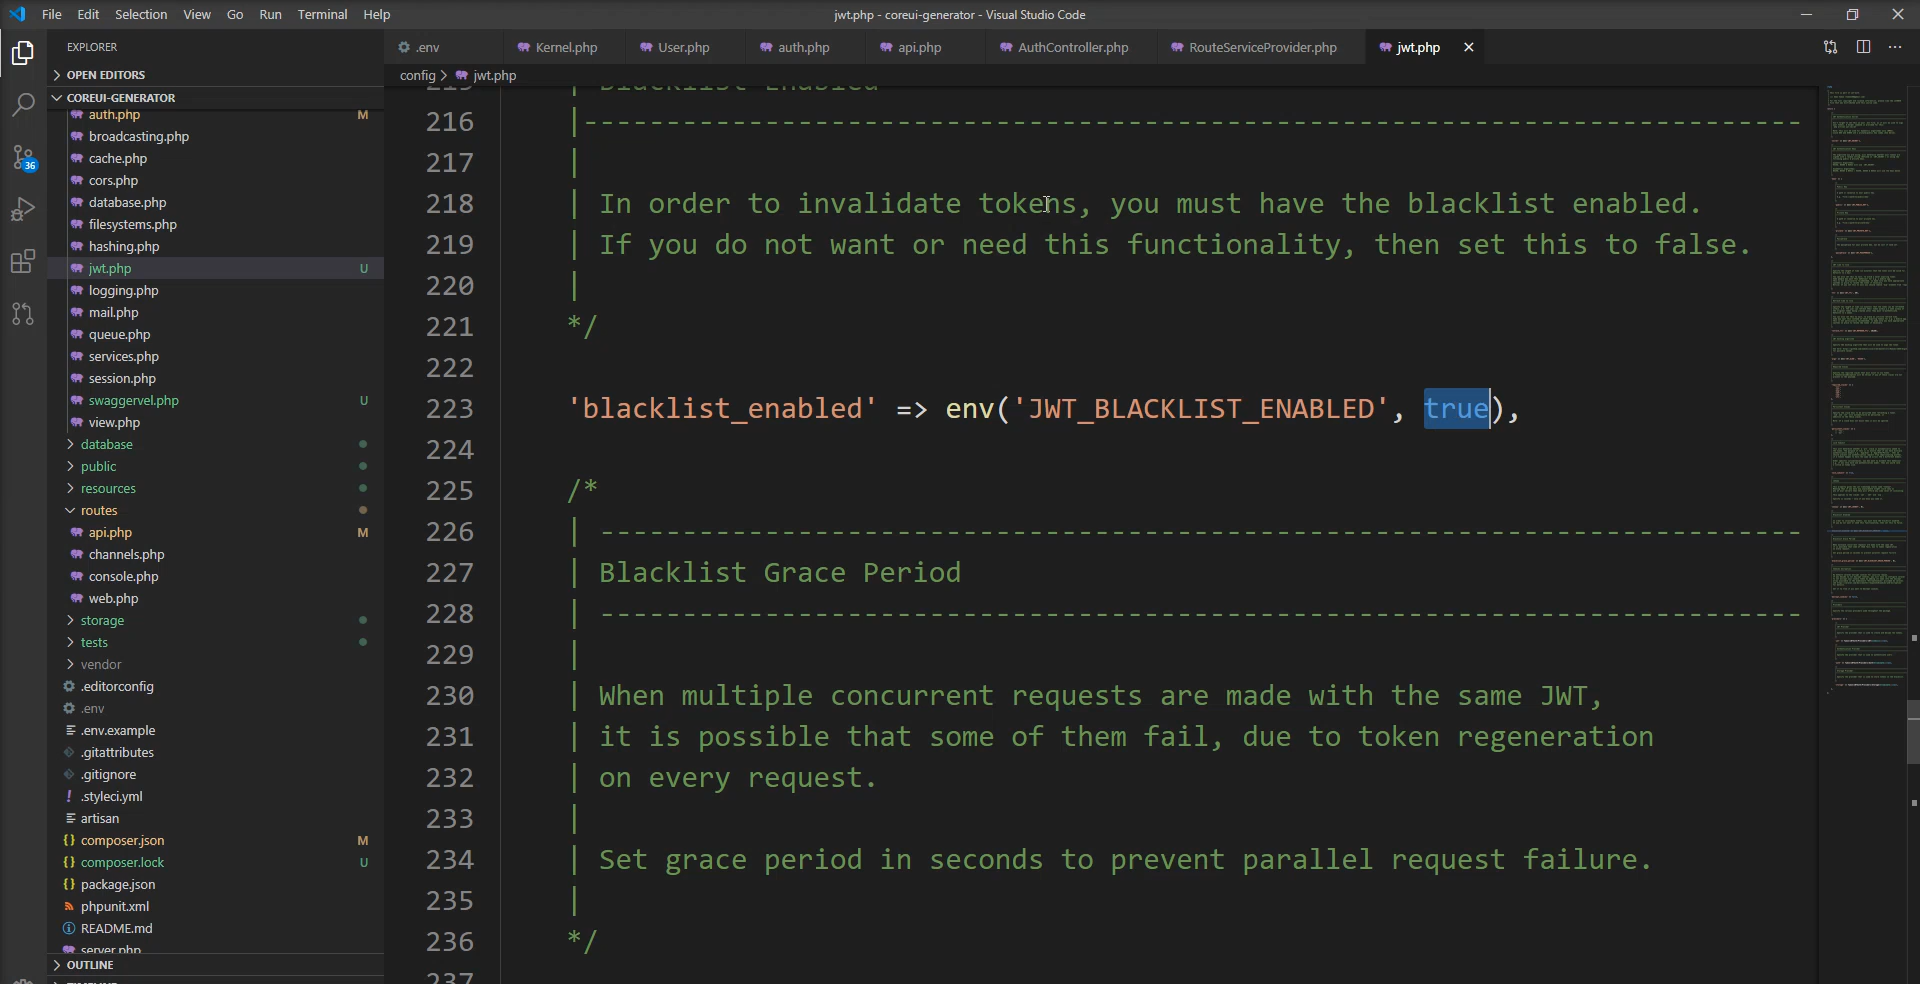 File Edit Selection View Go Run Terminal Help
jwt.php - coreui-generator - Visual Studio Code
EXPLORER
.env
Kernel.php
User.php
auth.php
api.php
AuthController.php
RouteServiceProvider.php
jwt.php
OPEN EDITORS
config > jwt.php
COREUI-GENERATOR
auth.php M
broadcasting.php
cache.php
cors.php
database.php
filesystems.php
hashing.php
jwt.php U
logging.php
mail.php
queue.php
services.php
session.php
swaggervel.php U
view.php
database
public
resources
routes
api.php M
channels.php
console.php
web.php
storage
tests
vendor
.editorconfig
.env
.env.example
.gitattributes
.gitignore
.styleci.yml
artisan
composer.json M
composer.lock U
package.json
phpunit.xml
README.md
server.php
OUTLINE
36
215 | Blacklist Enabled
216 |--------------------------------------------------------------------------
217 |
218 | In order to invalidate tokens, you must have the blacklist enabled.
219 | If you do not want or need this functionality, then set this to false.
220 |
221 */
222
223 'blacklist_enabled' => env('JWT_BLACKLIST_ENABLED', true),
224
225 /*
226 | -------------------------------------------------------------------------
227 | Blacklist Grace Period
228 | -------------------------------------------------------------------------
229 |
230 | When multiple concurrent requests are made with the same JWT,
231 | it is possible that some of them fail, due to token regeneration
232 | on every request.
233 |
234 | Set grace period in seconds to prevent parallel request failure.
235 |
236 */
237